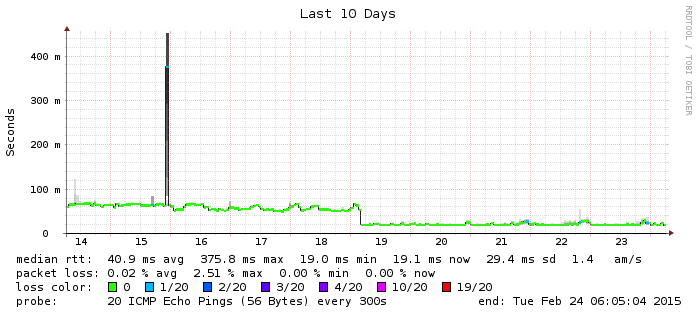 Last 10 Days
RRDTOOL / TOBI OETIKER
Seconds
400 m
300 m
200 m
100 m
0
14 15 16 17 18 19 20 21 22 23
median rtt: 40.9 ms avg 375.8 ms max 19.0 ms min 19.1 ms now 29.4 ms sd 1.4 am/s
packet loss: 0.02 % avg 2.51 % max 0.00 % min 0.00 % now
loss color: 0 1/20 2/20 3/20 4/20 10/20 19/20
probe: 20 ICMP Echo Pings (56 Bytes) every 300s end: Tue Feb 24 06:05:04 2015